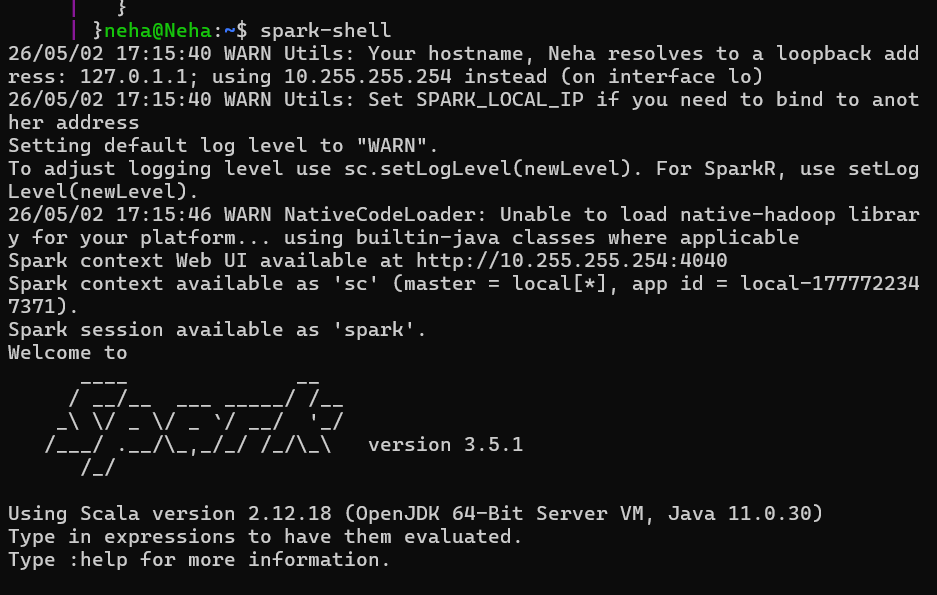 |   }
| }neha@Neha:~$ spark-shell
26/05/02 17:15:40 WARN Utils: Your hostname, Neha resolves to a loopback add
ress: 127.0.1.1; using 10.255.255.254 instead (on interface lo)
26/05/02 17:15:40 WARN Utils: Set SPARK_LOCAL_IP if you need to bind to anot
her address
Setting default log level to "WARN".
To adjust logging level use sc.setLogLevel(newLevel). For SparkR, use setLog
Level(newLevel).
26/05/02 17:15:46 WARN NativeCodeLoader: Unable to load native-hadoop librar
y for your platform... using builtin-java classes where applicable
Spark context Web UI available at http://10.255.255.254:4040
Spark context available as 'sc' (master = local[*], app id = local-177772234
7371).
Spark session available as 'spark'.
Welcome to
      ____              __
     / __/__  ___ _____/ /__
    _\ \/ _ \/ _ `/ __/  '_/
   /___/ .__/\_,_/_/ /_/\_\   version 3.5.1
      /_/
Using Scala version 2.12.18 (OpenJDK 64-Bit Server VM, Java 11.0.30)
Type in expressions to have them evaluated.
Type :help for more information.